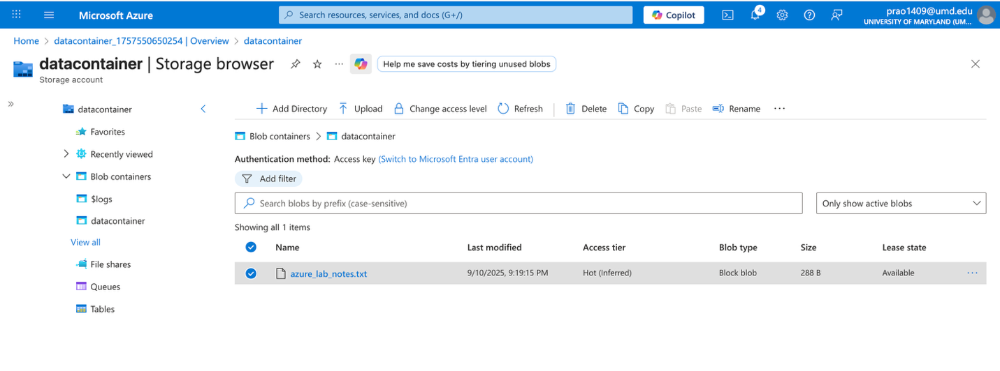 Microsoft Azure
Search resources, services, and docs (G+/)
Copilot
4
prao1409@umd.edu
UNIVERSITY OF MARYLAND (UM...
Home > datacontainer_1757550650254 | Overview > datacontainer
datacontainer | Storage browser
...
Help me save costs by tiering unused blobs
Storage account
datacontainer
Favorites
Recently viewed
Blob containers
$logs
datacontainer
View all
File shares
Queues
Tables
Add Directory Upload Change access level Refresh Delete Copy Paste Rename ...
Blob containers > datacontainer
Authentication method: Access key (Switch to Microsoft Entra user account)
Add filter
Search blobs by prefix (case-sensitive)
Only show active blobs
Showing all 1 items
Name Last modified Access tier Blob type Size Lease state
azure_lab_notes.txt 9/10/2025, 9:19:15 PM Hot (Inferred) Block blob 288 B Available ...